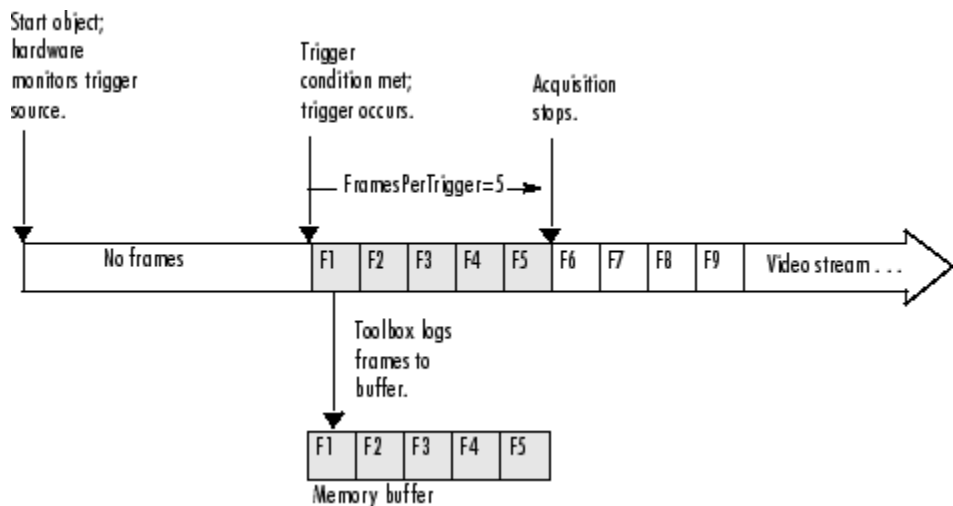 Start object;
hardware
monitors trigger
source.
Trigger
condition met;
trigger occurs.
Acquisition
stops.
FramesPerTrigger=5
No frames
F1 F2 F3 F4 F5 F6 F7 F8 F9
Video stream . . .
Toolbox logs
frames to
buffer.
F1 F2 F3 F4 F5
Memory buffer